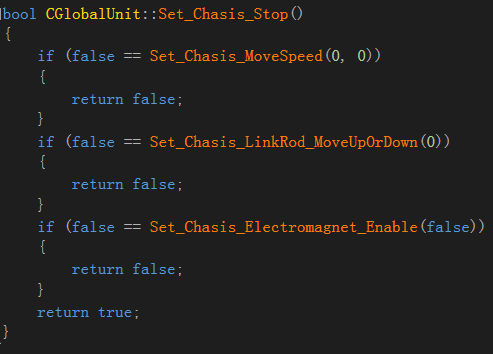 bool CGlobalUnit::Set_Chasis_Stop()
{
    if (false == Set_Chasis_MoveSpeed(0, 0))
    {
        return false;
    }
    if (false == Set_Chasis_LinkRod_MoveUpOrDown(0))
    {
        return false;
    }
    if (false == Set_Chasis_Electromagnet_Enable(false))
    {
        return false;
    }
    return true;
}